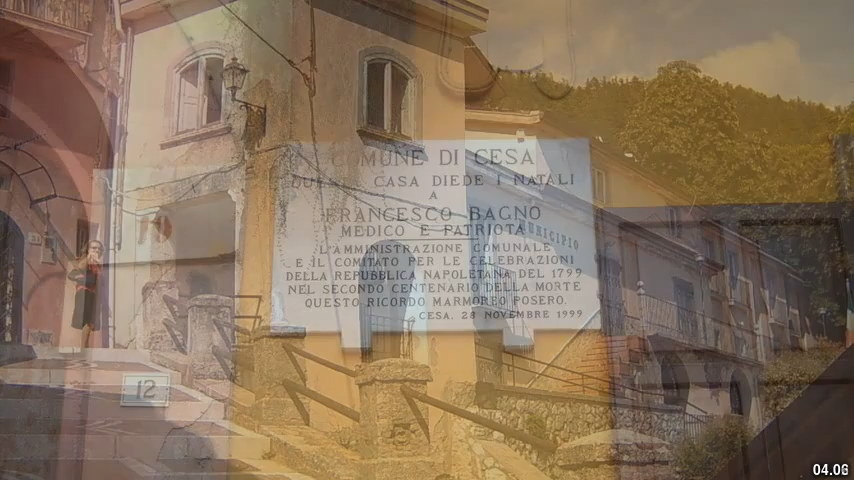 COMUNE DI CESA
QUESTA CASA DIEDE I NATALI
A
FRANCESCO BAGNO
MEDICO E PATRIOTA
L'AMMINISTRAZIONE COMUNALE
E IL COMITATO PER LE CELEBRAZIONI
DELLA REPUBBLICA NAPOLETANA DEL 1799
NEL SECONDO CENTENARIO DELLA MORTE
QUESTO RICORDO MARMOREO POSERO.
CESA, 28 NOVEMBRE 1999
MUNICIPIO
12
04.06